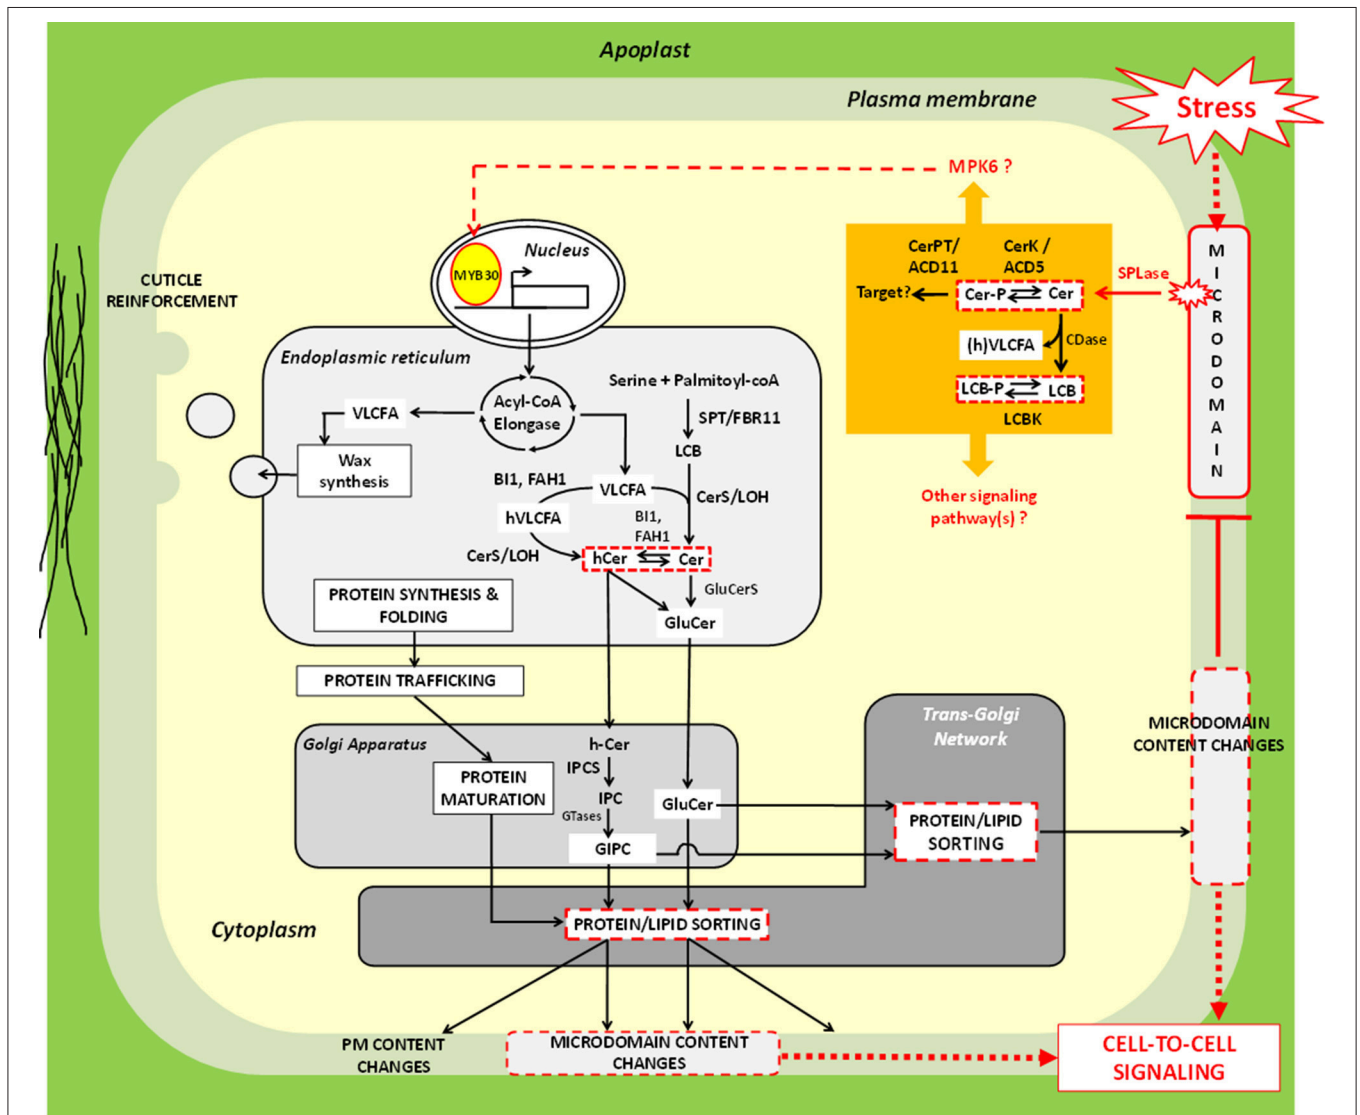 Apoplast
Plasma membrane
Stress
MPK6 ?
Nucleus
MYB30
CerPT/
ACD11
CerK /
ACD5
SPLase
Target?
Cer-P
Cer
(h)VLCFA
CDase
LCB-P
LCB
LCBK
Other signaling
pathway(s) ?
M
I
C
R
O
D
O
M
A
I
N
CUTICLE
REINFORCEMENT
Endoplasmic reticulum
Serine + Palmitoyl-coA
Acyl-CoA
Elongase
VLCFA
SPT/FBR11
LCB
Wax
synthesis
BI1, FAH1
VLCFA
CerS/LOH
hVLCFA
BI1,
FAH1
CerS/LOH
hCer
Cer
GluCerS
GluCer
PROTEIN SYNTHESIS &
FOLDING
PROTEIN TRAFFICKING
Golgi Apparatus
h-Cer
IPCS
IPC
GTases
GIPC
PROTEIN
MATURATION
GluCer
Trans-Golgi
Network
PROTEIN/LIPID
SORTING
MICRODOMAIN
CONTENT CHANGES
Cytoplasm
PROTEIN/LIPID SORTING
PM CONTENT
CHANGES
MICRODOMAIN CONTENT
CHANGES
CELL-TO-CELL
SIGNALING